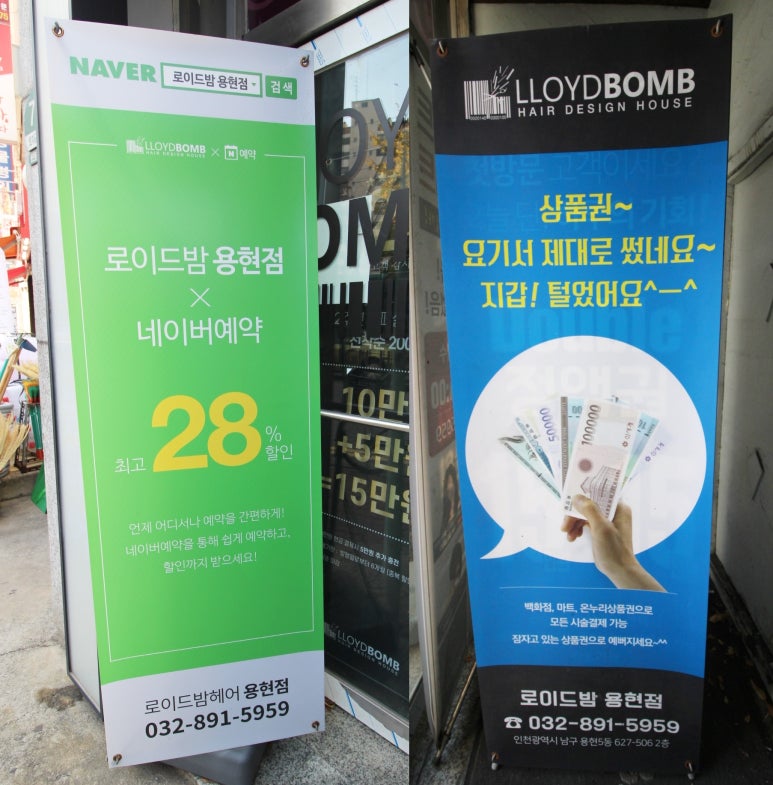 NAVER 로이드밤 용현점 검색
LLOYDBOMB × N 예약
HAIR DESIGN HOUSE
로이드밤 용현점
×
네이버예약
최고 28% 할인
언제 어디서나 예약을 간편하게!
네이버예약을 통해 쉽게 예약하고,
할인까지 받으세요!
로이드밤헤어 용현점
032-891-5959
선착순 200
10만
+5만원
=15만원
LLOYDBOMB
HAIR DESIGN HOUSE
LLOYDBOMB
HAIR DESIGN HOUSE
상품권~
요기서 제대로 썼네요~
지갑! 털었어요^ㅡ^
100000
백화점, 마트, 온누리상품권으로
모든 시술결제 가능
잠자고 있는 상품권으로 예뻐지세요~^^
로이드밤 용현점
☎ 032-891-5959
인천광역시 남구 용현5동 627-506 2층